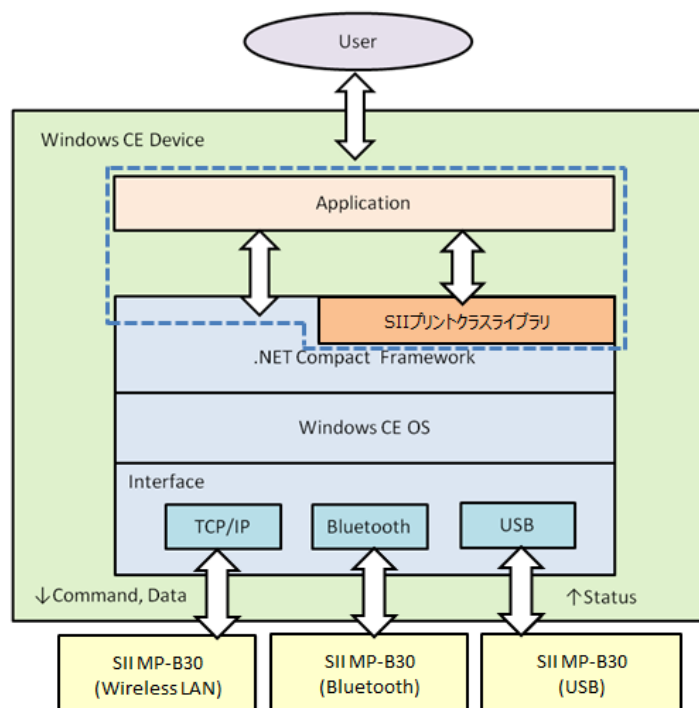 User
Windows CE Device
Application
SIIプリントクラスライブラリ
.NET Compact Framework
Windows CE OS
Interface
TCP/IP
Bluetooth
USB
↓Command, Data
↑Status
SII MP-B30
(Wireless LAN)
SII MP-B30
(Bluetooth)
SII MP-B30
(USB)